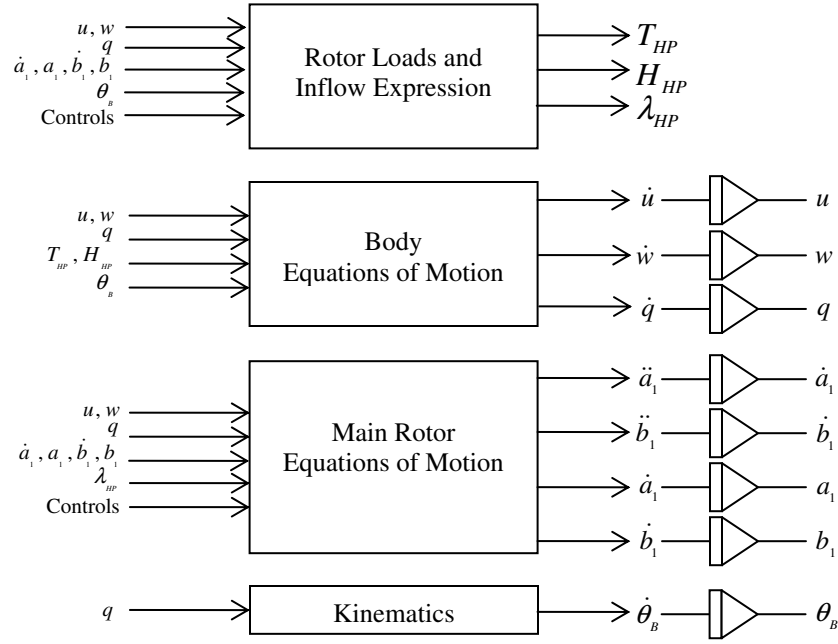 u, w
q
ȧ₁, a₁, ḃ₁, b₁
θ_B
Controls
Rotor Loads and
Inflow Expression
T_HP
H_HP
λ_HP
u, w
q
T_HP, H_HP
θ_B
Body
Equations of Motion
u̇ u
ẇ w
q̇ q
u, w
q
ȧ₁, a₁, ḃ₁, b₁
λ_HP
Controls
Main Rotor
Equations of Motion
ä₁ ȧ₁
b̈₁ ḃ₁
ȧ₁ a₁
ḃ₁ b₁
q
Kinematics
θ̇_B θ_B